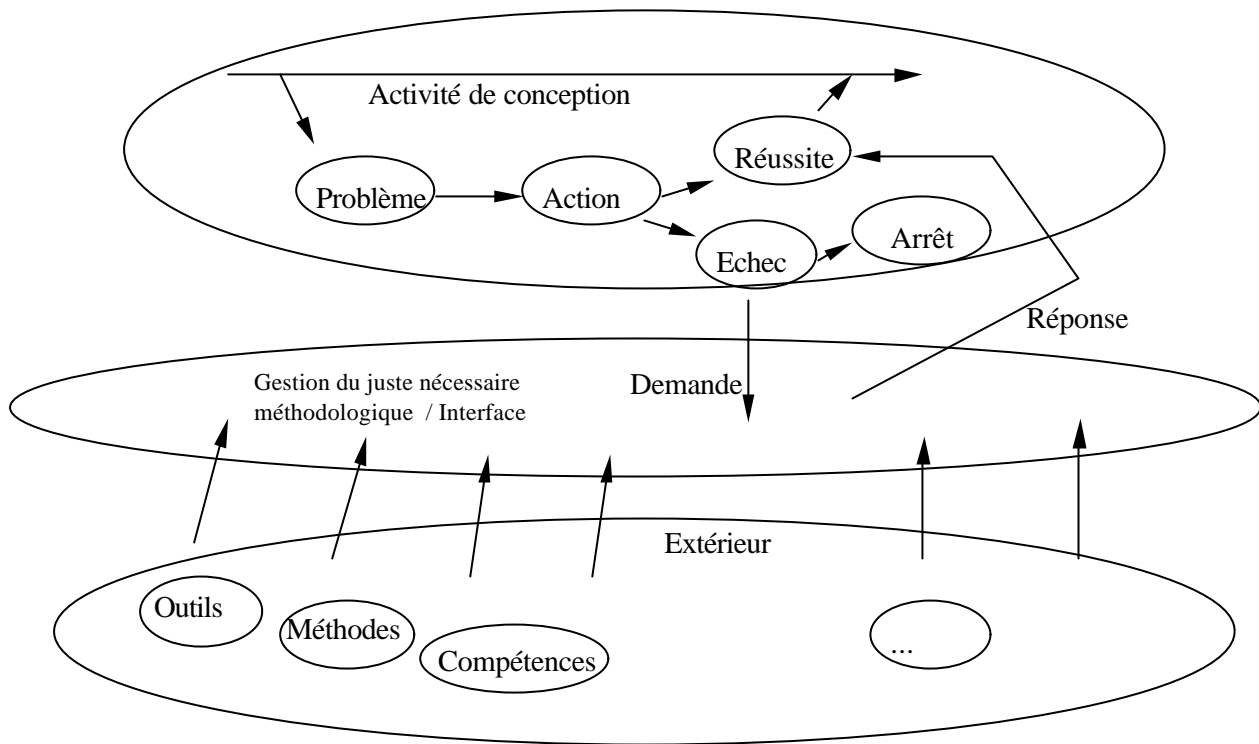 Activité de conception
Réussite
Problème
Action
Arrêt
Echec
Réponse
Gestion du juste nécessaire
méthodologique / Interface
Demande
Extérieur
Outils
Méthodes
Compétences
...